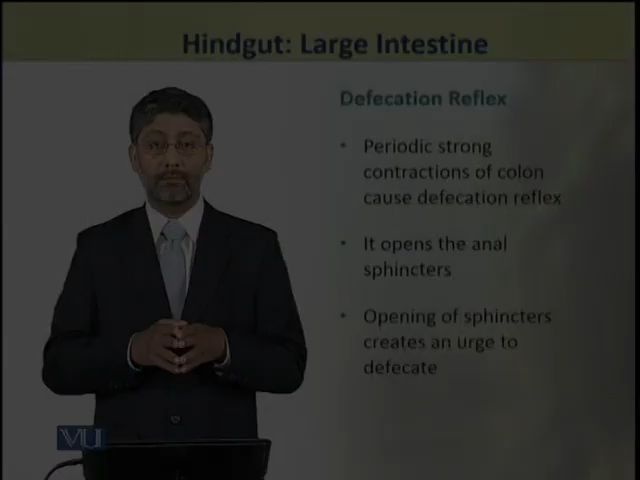 Hindgut: Large Intestine
Defecation Reflex
• Periodic strong
contractions of colon
cause defecation reflex
• It opens the anal
sphincters
• Opening of sphincters
creates an urge to
defecate
VU